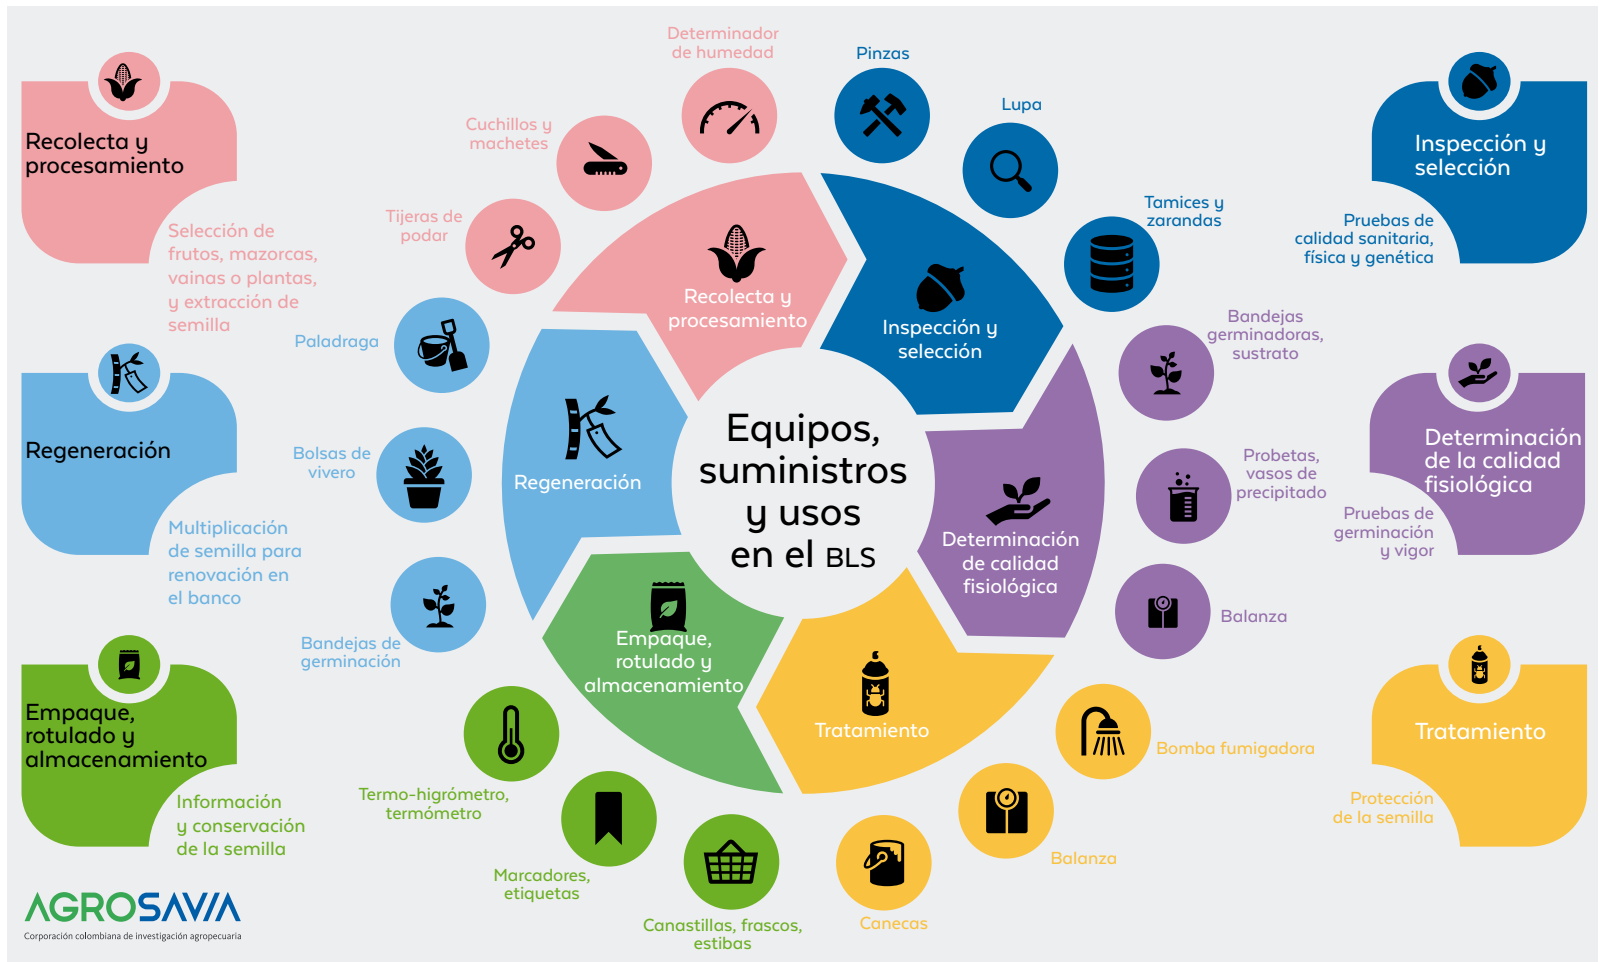 Recolecta y
procesamiento
Selección de
frutos, mazorcas,
vainas o plantas,
y extracción de
semilla
Regeneración
Multiplicación
de semilla para
renovación en
el banco
Empaque,
rotulado y
almacenamiento
Información
y conservación
de la semilla
AGROSAVIA
Corporación colombiana de investigación agropecuaria
Determinador
de humedad
Cuchillos y
machetes
Tijeras de
podar
Paladraga
Bolsas de
vivero
Bandejas de
germinación
Termo-higrómetro,
termómetro
Marcadores,
etiquetas
Canastillas, frascos,
estibas
Recolecta y
procesamiento
Inspección y
selección
Regeneración
Equipos,
suministros
y usos
en el BLS
Determinación
de calidad
fisiológica
Empaque,
rotulado y
almacenamiento
Tratamiento
Pinzas
Lupa
Tamices y
zarandas
Bandejas
germinadoras,
sustrato
Probetas,
vasos de
precipitado
Balanza
Bomba fumigadora
Balanza
Canecas
Inspección y
selección
Pruebas de
calidad sanitaria,
física y genética
Determinación
de la calidad
fisiológica
Pruebas de
germinación
y vigor
Tratamiento
Protección
de la semilla